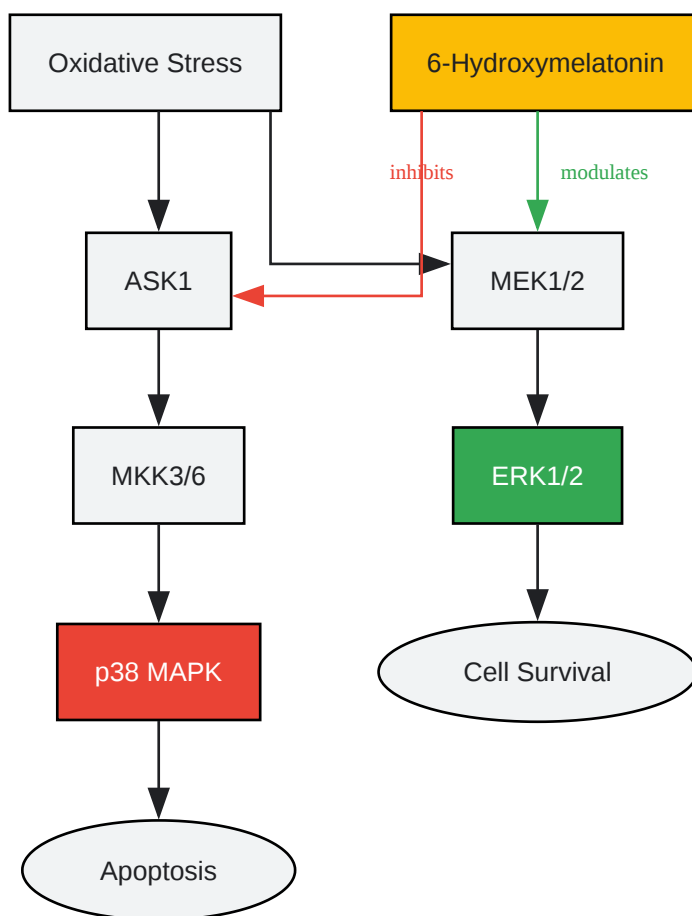 Oxidative Stress
6-Hydroxymelatonin
inhibits
modulates
ASK1
MEK1/2
MKK3/6
ERK1/2
p38 MAPK
Cell Survival
Apoptosis